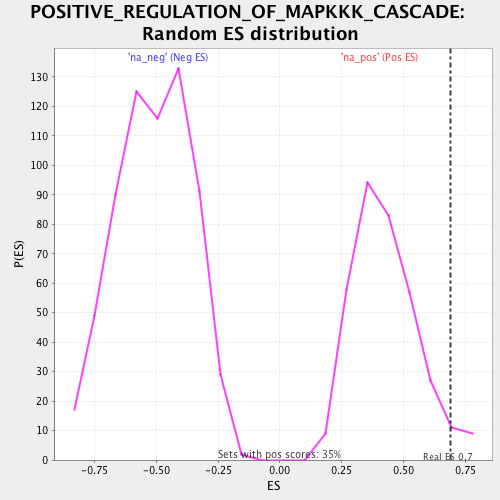 POSITIVE_REGULATION_OF_MAPKKK_CASCADE:
Random ES distribution
'na_neg' (Neg ES)
'na_pos' (Pos ES)
130
120
110
100
90
80
70
60
50
40
30
20
10
0
P(ES)
Sets with pos scores: 35%
Real ES 0.7
-0.75
-0.50
-0.25
0.00
0.25
0.50
0.75
ES